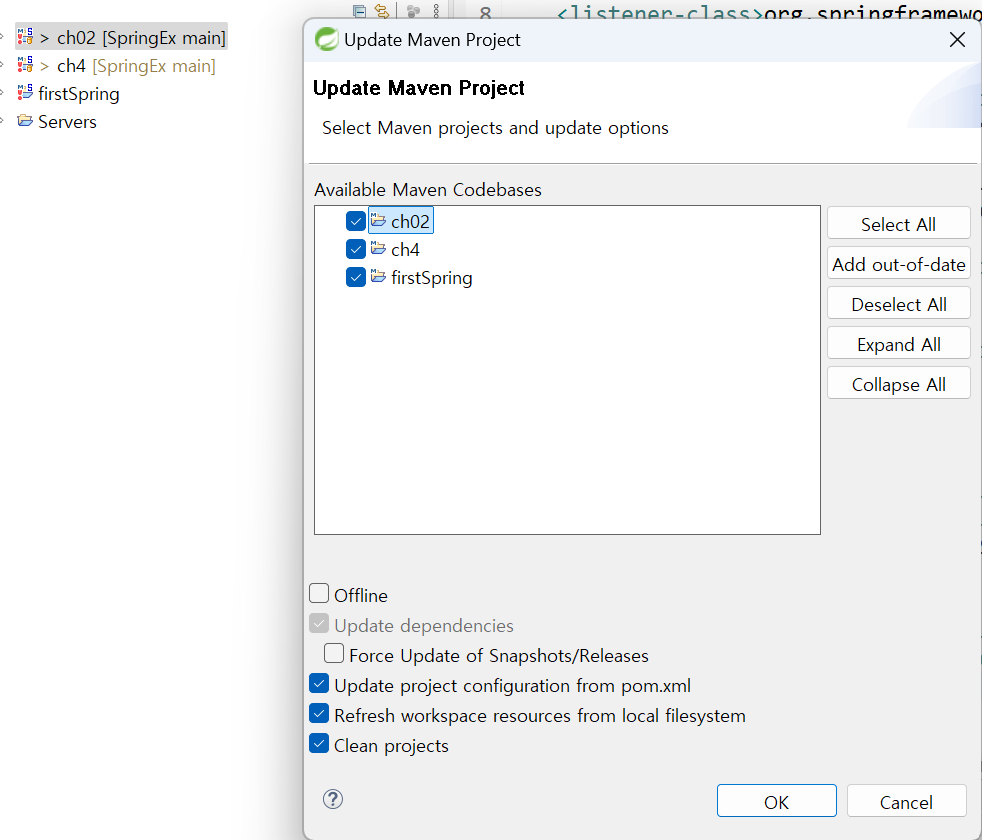 > ch02 [SpringEx main]
> ch4 [SpringEx main]
firstSpring
Servers
8 <listener-class>org.springframewo
Update Maven Project
Update Maven Project
Select Maven projects and update options
Available Maven Codebases
ch02
ch4
firstSpring
Select All
Add out-of-date
Deselect All
Expand All
Collapse All
Offline
Update dependencies
Force Update of Snapshots/Releases
Update project configuration from pom.xml
Refresh workspace resources from local filesystem
Clean projects
?
OK
Cancel